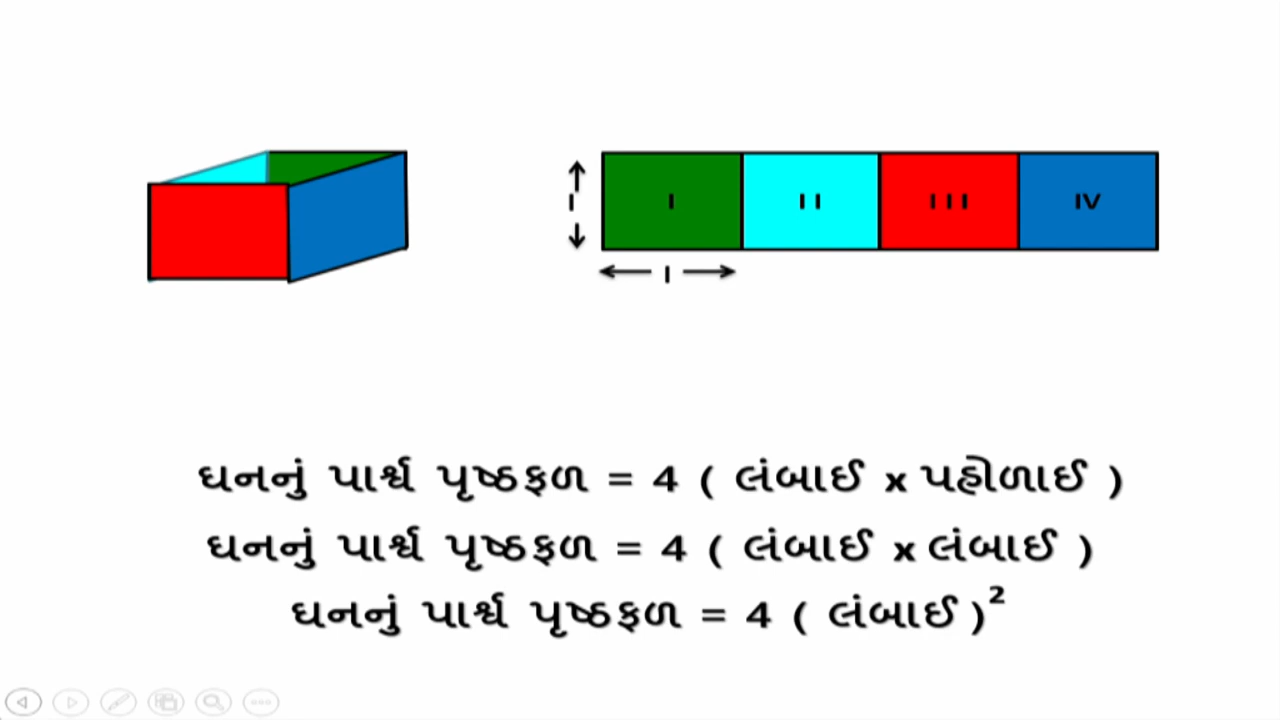 I II III IV
l
l
ઘનનું પાર્શ્વ પૃષ્ઠફળ = 4 ( લંબાઈ x પહોળાઈ )
ઘનનું પાર્શ્વ પૃષ્ઠફળ = 4 ( લંબાઈ x લંબાઈ )
ઘનનું પાર્શ્વ પૃષ્ઠફળ = 4 ( લંબાઈ )²